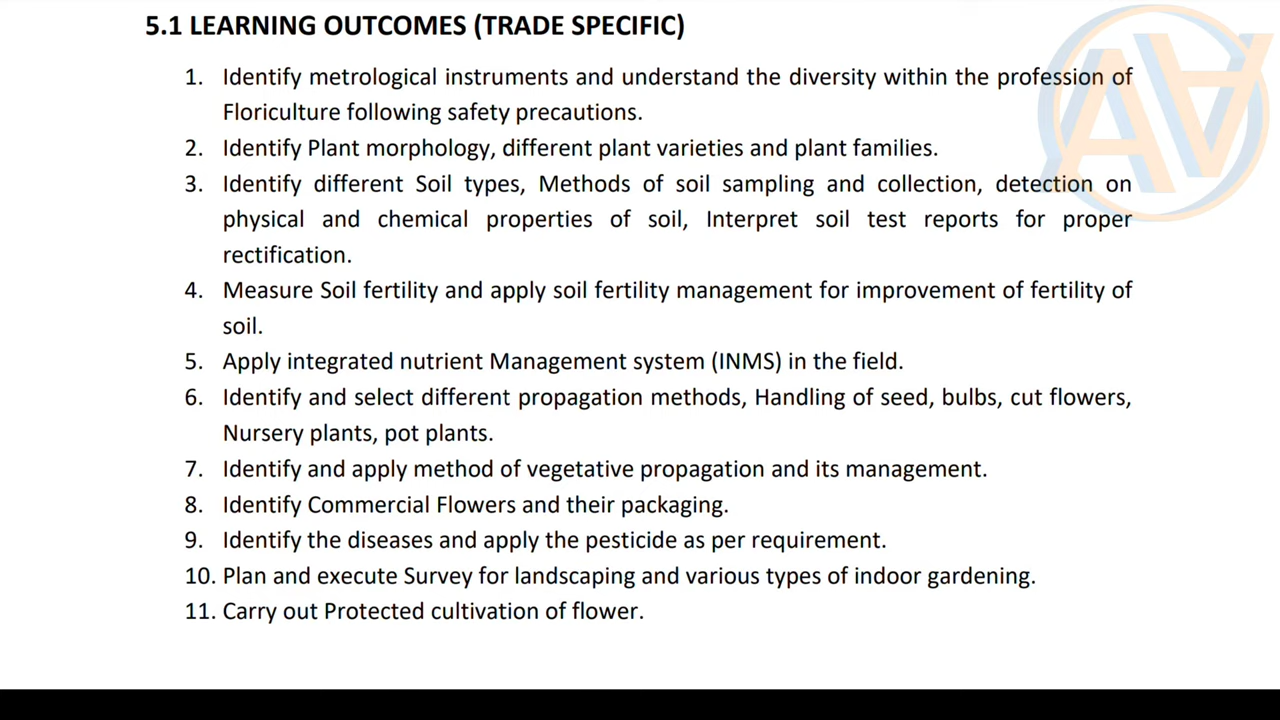 5.1 LEARNING OUTCOMES (TRADE SPECIFIC)
1. Identify metrological instruments and understand the diversity within the profession of
Floriculture following safety precautions.
2. Identify Plant morphology, different plant varieties and plant families.
3. Identify different Soil types, Methods of soil sampling and collection, detection on
physical and chemical properties of soil, Interpret soil test reports for proper
rectification.
4. Measure Soil fertility and apply soil fertility management for improvement of fertility of
soil.
5. Apply integrated nutrient Management system (INMS) in the field.
6. Identify and select different propagation methods, Handling of seed, bulbs, cut flowers,
Nursery plants, pot plants.
7. Identify and apply method of vegetative propagation and its management.
8. Identify Commercial Flowers and their packaging.
9. Identify the diseases and apply the pesticide as per requirement.
10. Plan and execute Survey for landscaping and various types of indoor gardening.
11. Carry out Protected cultivation of flower.